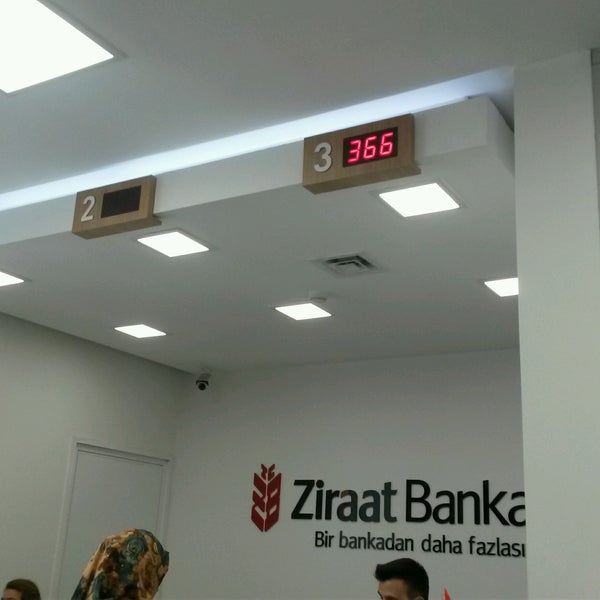 2
3 366
Ziraat Banka
Bir bankadan daha fazlası